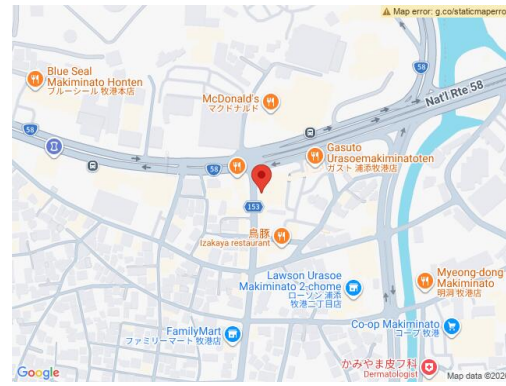 Map error: g.co/staticmaperro
58
Nat'l Rte 58
Blue Seal
Makiminato Honten
ブルーシール 牧港本店
McDonald's
マクドナルド
58
Gasuto
Urasoemakiminatoten
ガスト 浦添牧港店
58
153
鳥豚
Izakaya restaurant
Lawson Urasoe
Makiminato 2-chome
ローソン 浦添
牧港二丁目店
Myeong-dong
Makiminato
明洞 牧港店
FamilyMart
ファミリーマート 牧港店
Co-op Makiminato
コープ 牧港
かみやま皮フ科
Dermatologist
Google
Map data ©2026